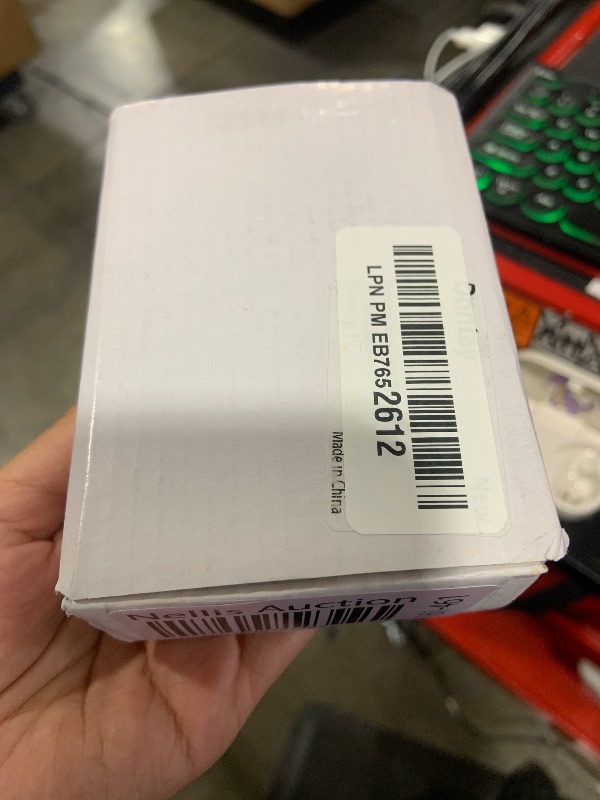 LPN PM EB7652612
Made in China
Nellis Auction